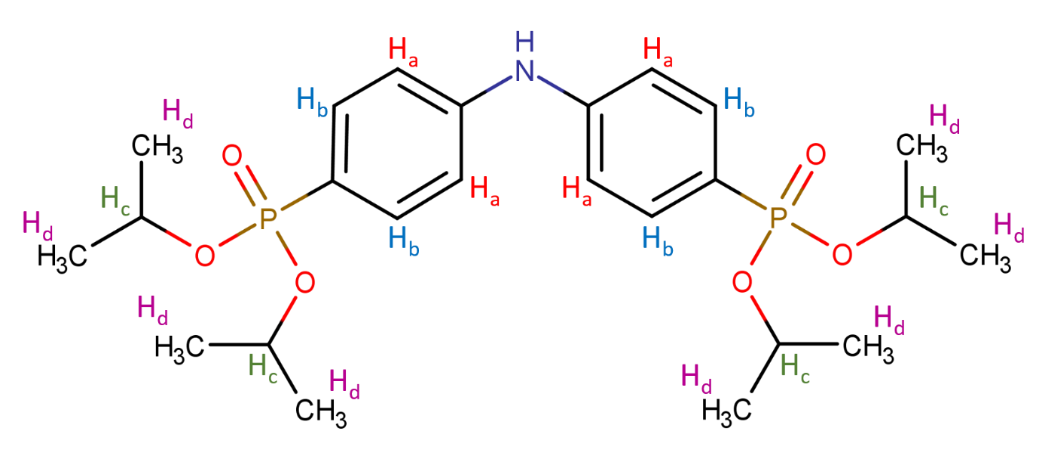 H
N
Ha Ha
Hb Hb
Hd Hd
CH3 O O CH3
Hc P P Hc
Hd Ha Ha Hd
H3C O Hb Hb O CH3
O O
Hd Hd
H3C CH3
Hc Hd Hd Hc
CH3 H3C